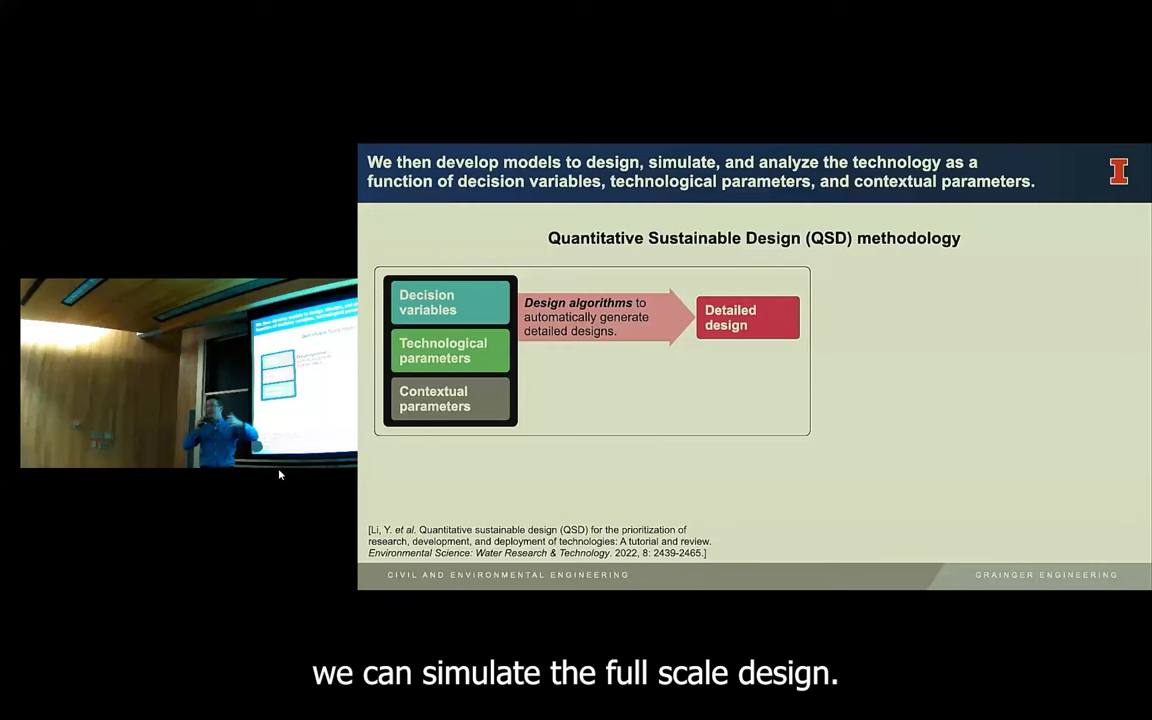 We then develop models to design, simulate, and analyze the technology as a
function of decision variables, technological parameters, and contextual parameters.
Quantitative Sustainable Design (QSD) methodology
Decision
variables
Technological
parameters
Contextual
parameters
Design algorithms to
automatically generate
detailed designs.
Detailed
design
[Li, Y. et al. Quantitative sustainable design (QSD) for the prioritization of
research, development, and deployment of technologies: A tutorial and review.
Environmental Science: Water Research & Technology. 2022, 8: 2439-2465.]
CIVIL AND ENVIRONMENTAL ENGINEERING
GRAINGER ENGINEERING
we can simulate the full scale design.